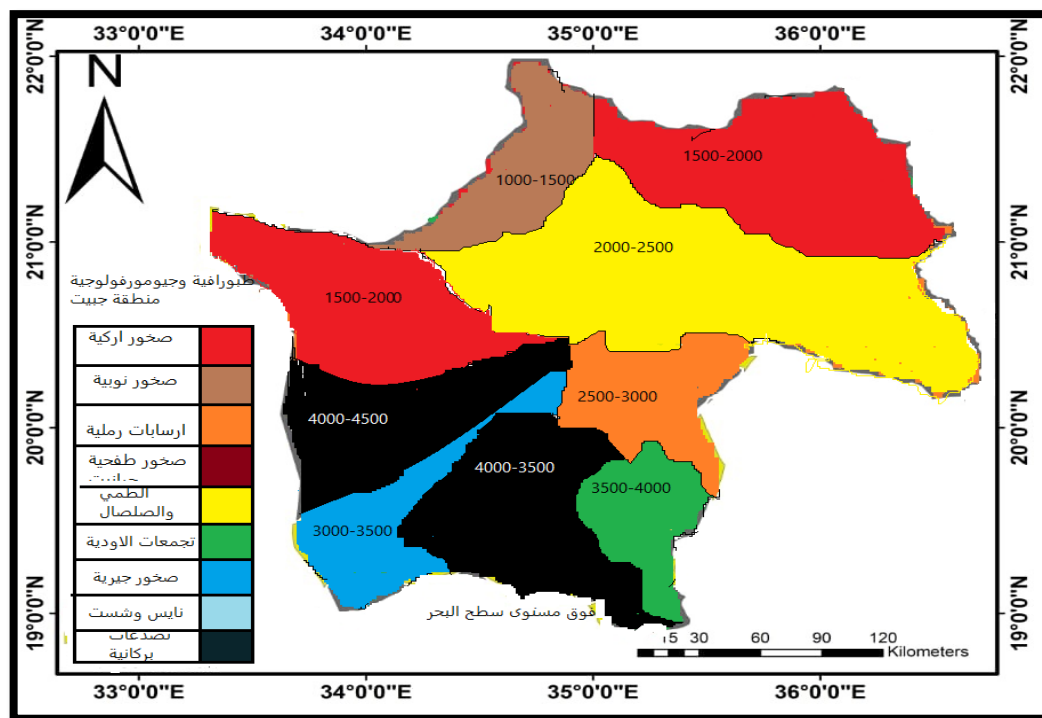 33°0'0"E 34°0'0"E 35°0'0"E 36°0'0"E
22°0'0"N
21°0'0"N
20°0'0"N
19°0'0"N
22°0'0"N
21°0'0"N
20°0'0"N
19°0'0"N
N
1500-2000
1000-1500
2000-2500
1500-2000
2500-3000
4000-4500
4000-3500
3500-4000
3000-3500
طبورافية وجيومورفولوجية
منطقة جبيت
صخور اركية
صخور نوبية
ارسابات رملية
صخور طفحية
الطمي
والصلصال
تجمعات الاودية
صخور جيرية
نايس وشست
تصدعات
بركانية
فوق مستوى سطح البحر
15 30 60 90 120
Kilometers
33°0'0"E 34°0'0"E 35°0'0"E 36°0'0"E